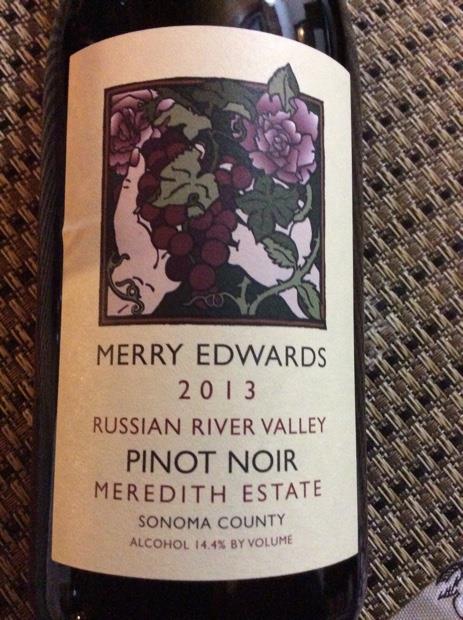 MERRY EDWARDS
2013
RUSSIAN RIVER VALLEY
PINOT NOIR
MEREDITH ESTATE
SONOMA COUNTY
ALCOHOL 14.4% BY VOLUME